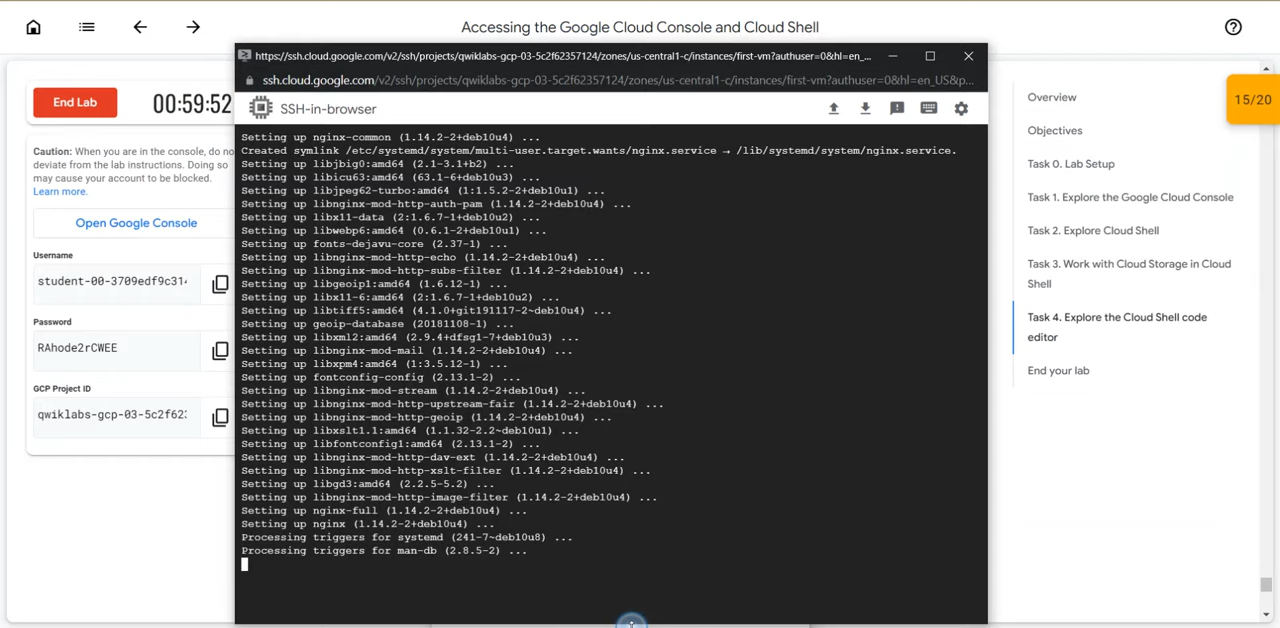 Accessing the Google Cloud Console and Cloud Shell
https://ssh.cloud.google.com/v2/ssh/projects/qwiklabs-gcp-03-5c2f62357124/zones/us-central1-c/instances/first-vm?authuser=0&hl=en_...
ssh.cloud.google.com/v2/ssh/projects/qwiklabs-gcp-03-5c2f62357124/zones/us-central1-c/instances/first-vm?authuser=0&hl=en_US&p...
End Lab
00:59:52
SSH-in-browser
Caution: When you are in the console, do not
deviate from the lab instructions. Doing so
may cause your account to be blocked.
Learn more.
Open Google Console
Username
student-00-3709edf9c314
Password
RAhode2rCWEE
GCP Project ID
qwiklabs-gcp-03-5c2f62:
Setting up nginx-common (1.14.2-2+deb10u4) ...
Created symlink /etc/systemd/system/multi-user.target.wants/nginx.service → /lib/systemd/system/nginx.service.
Setting up libjbig0:amd64 (2.1-3.1+b2) ...
Setting up libicu63:amd64 (63.1-6+deb10u3) ...
Setting up libjpeg62-turbo:amd64 (1:1.5.2-2+deb10u1) ...
Setting up libnginx-mod-http-auth-pam (1.14.2-2+deb10u4) ...
Setting up libx11-data (2:1.6.7-1+deb10u2) ...
Setting up libwebp6:amd64 (0.6.1-2+deb10u1) ...
Setting up fonts-dejavu-core (2.37-1) ...
Setting up libnginx-mod-http-echo (1.14.2-2+deb10u4) ...
Setting up libnginx-mod-http-subs-filter (1.14.2-2+deb10u4) ...
Setting up libgeoip1:amd64 (1.6.12-1) ...
Setting up libx11-6:amd64 (2:1.6.7-1+deb10u2) ...
Setting up libtiff5:amd64 (4.1.0+git191117-2~deb10u4) ...
Setting up geoip-database (20181108-1) ...
Setting up libxml2:amd64 (2.9.4+dfsg1-7+deb10u3) ...
Setting up libnginx-mod-mail (1.14.2-2+deb10u4) ...
Setting up libxpm4:amd64 (1:3.5.12-1) ...
Setting up fontconfig-config (2.13.1-2) ...
Setting up libnginx-mod-stream (1.14.2-2+deb10u4) ...
Setting up libnginx-mod-http-upstream-fair (1.14.2-2+deb10u4) ...
Setting up libnginx-mod-http-geoip (1.14.2-2+deb10u4) ...
Setting up libxslt1.1:amd64 (1.1.32-2.2~deb10u1) ...
Setting up libfontconfig1:amd64 (2.13.1-2) ...
Setting up libnginx-mod-http-dav-ext (1.14.2-2+deb10u4) ...
Setting up libnginx-mod-http-xslt-filter (1.14.2-2+deb10u4) ...
Setting up libgd3:amd64 (2.2.5-5.2) ...
Setting up libnginx-mod-http-image-filter (1.14.2-2+deb10u4) ...
Setting up nginx-full (1.14.2-2+deb10u4) ...
Setting up nginx (1.14.2-2+deb10u4) ...
Processing triggers for systemd (241-7~deb10u8) ...
Processing triggers for man-db (2.8.5-2) ...
Overview
Objectives
Task 0. Lab Setup
Task 1. Explore the Google Cloud Console
Task 2. Explore Cloud Shell
Task 3. Work with Cloud Storage in Cloud
Shell
Task 4. Explore the Cloud Shell code
editor
End your lab
15/20